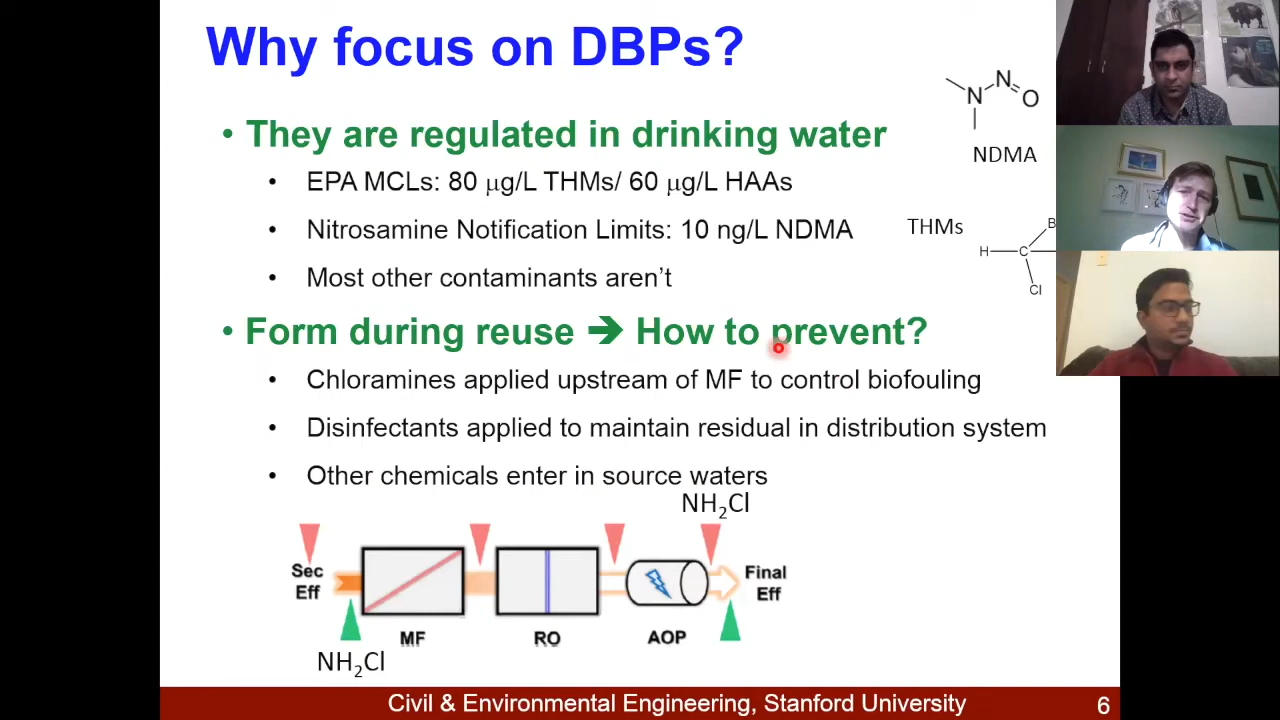 Why focus on DBPs?
• They are regulated in drinking water
• EPA MCLs: 80 μg/L THMs/ 60 μg/L HAAs
• Nitrosamine Notification Limits: 10 ng/L NDMA
• Most other contaminants aren’t
N N O
NDMA
THMs
B
H C
Cl
• Form during reuse ➔ How to prevent?
• Chloramines applied upstream of MF to control biofouling
• Disinfectants applied to maintain residual in distribution system
• Other chemicals enter in source waters
NH₂Cl
Sec
Eff
MF
RO
AOP
Final
Eff
NH₂Cl
Civil & Environmental Engineering, Stanford University
6